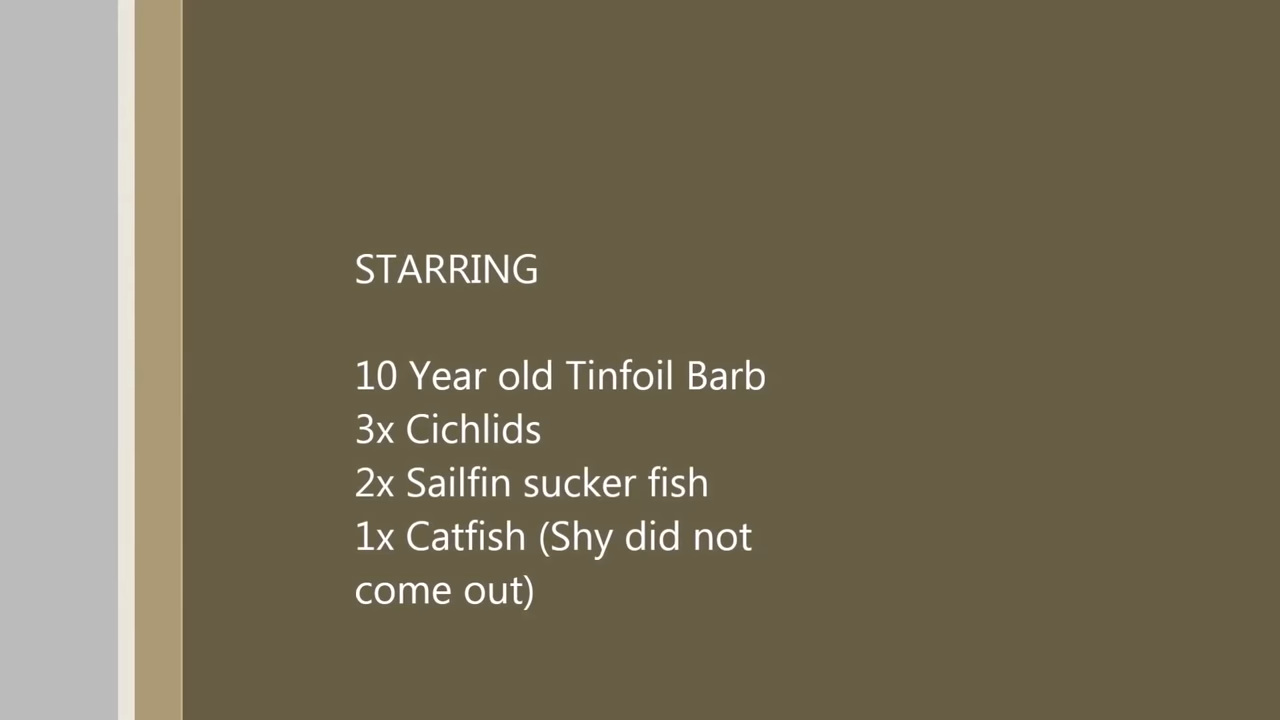 STARRING
10 Year old Tinfoil Barb
3x Cichlids
2x Sailfin sucker fish
1x Catfish (Shy did not
come out)